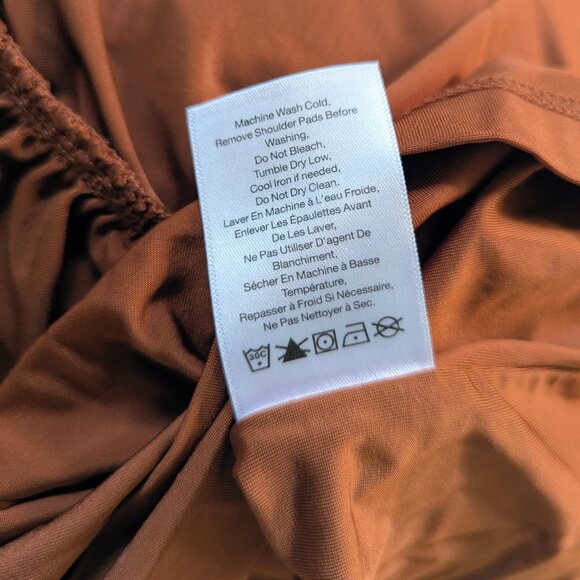 Machine Wash Cold,
Remove Shoulder Pads Before
Washing,
Do Not Bleach,
Tumble Dry Low,
Cool Iron if needed,
Do Not Dry Clean.
Laver En Machine à L'eau Froide,
Enlever Les Épaulettes Avant
De Les Laver,
Ne Pas Utiliser D'agent De
Blanchiment.
Sécher En Machine à Basse
Température,
Repasser à Froid Si Nécessaire,
Ne Pas Nettoyer à Sec.
30C